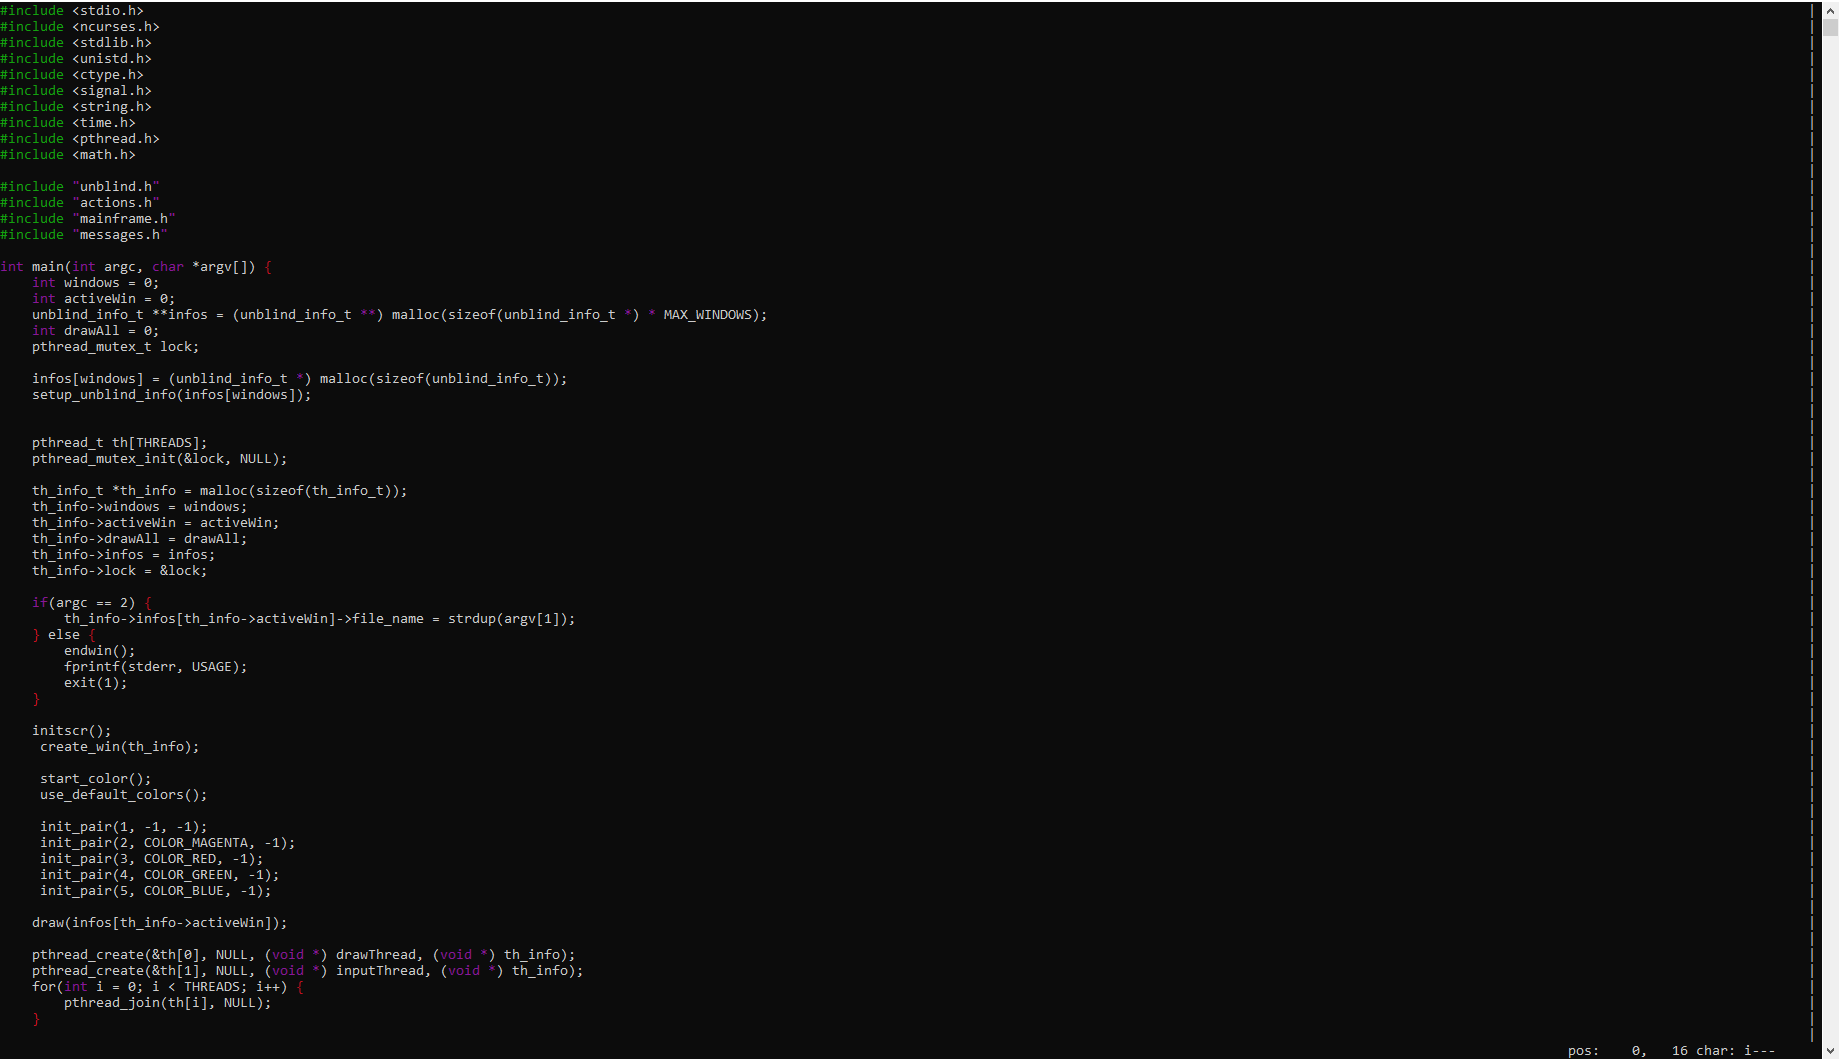 #include <stdio.h>
#include <ncurses.h>
#include <stdlib.h>
#include <unistd.h>
#include <ctype.h>
#include <signal.h>
#include <string.h>
#include <time.h>
#include <pthread.h>
#include <math.h>

#include "unblind.h"
#include "actions.h"
#include "mainframe.h"
#include "messages.h"

int main(int argc, char *argv[]) {
    int windows = 0;
    int activeWin = 0;
    unblind_info_t **infos = (unblind_info_t **) malloc(sizeof(unblind_info_t *) * MAX_WINDOWS);
    int drawAll = 0;
    pthread_mutex_t lock;

    infos[windows] = (unblind_info_t *) malloc(sizeof(unblind_info_t));
    setup_unblind_info(infos[windows]);


    pthread_t th[THREADS];
    pthread_mutex_init(&lock, NULL);

    th_info_t *th_info = malloc(sizeof(th_info_t));
    th_info->windows = windows;
    th_info->activeWin = activeWin;
    th_info->drawAll = drawAll;
    th_info->infos = infos;
    th_info->lock = &lock;

    if(argc == 2) {
        th_info->infos[th_info->activeWin]->file_name = strdup(argv[1]);
    } else {
        endwin();
        fprintf(stderr, USAGE);
        exit(1);
    }

    initscr();
     create_win(th_info);

     start_color();
     use_default_colors();

     init_pair(1, -1, -1);
     init_pair(2, COLOR_MAGENTA, -1);
     init_pair(3, COLOR_RED, -1);
     init_pair(4, COLOR_GREEN, -1);
     init_pair(5, COLOR_BLUE, -1);

    draw(infos[th_info->activeWin]);

    pthread_create(&th[0], NULL, (void *) drawThread, (void *) th_info);
    pthread_create(&th[1], NULL, (void *) inputThread, (void *) th_info);
    for(int i = 0; i < THREADS; i++) {
        pthread_join(th[i], NULL);
    }

pos:    0,   16 char: i---